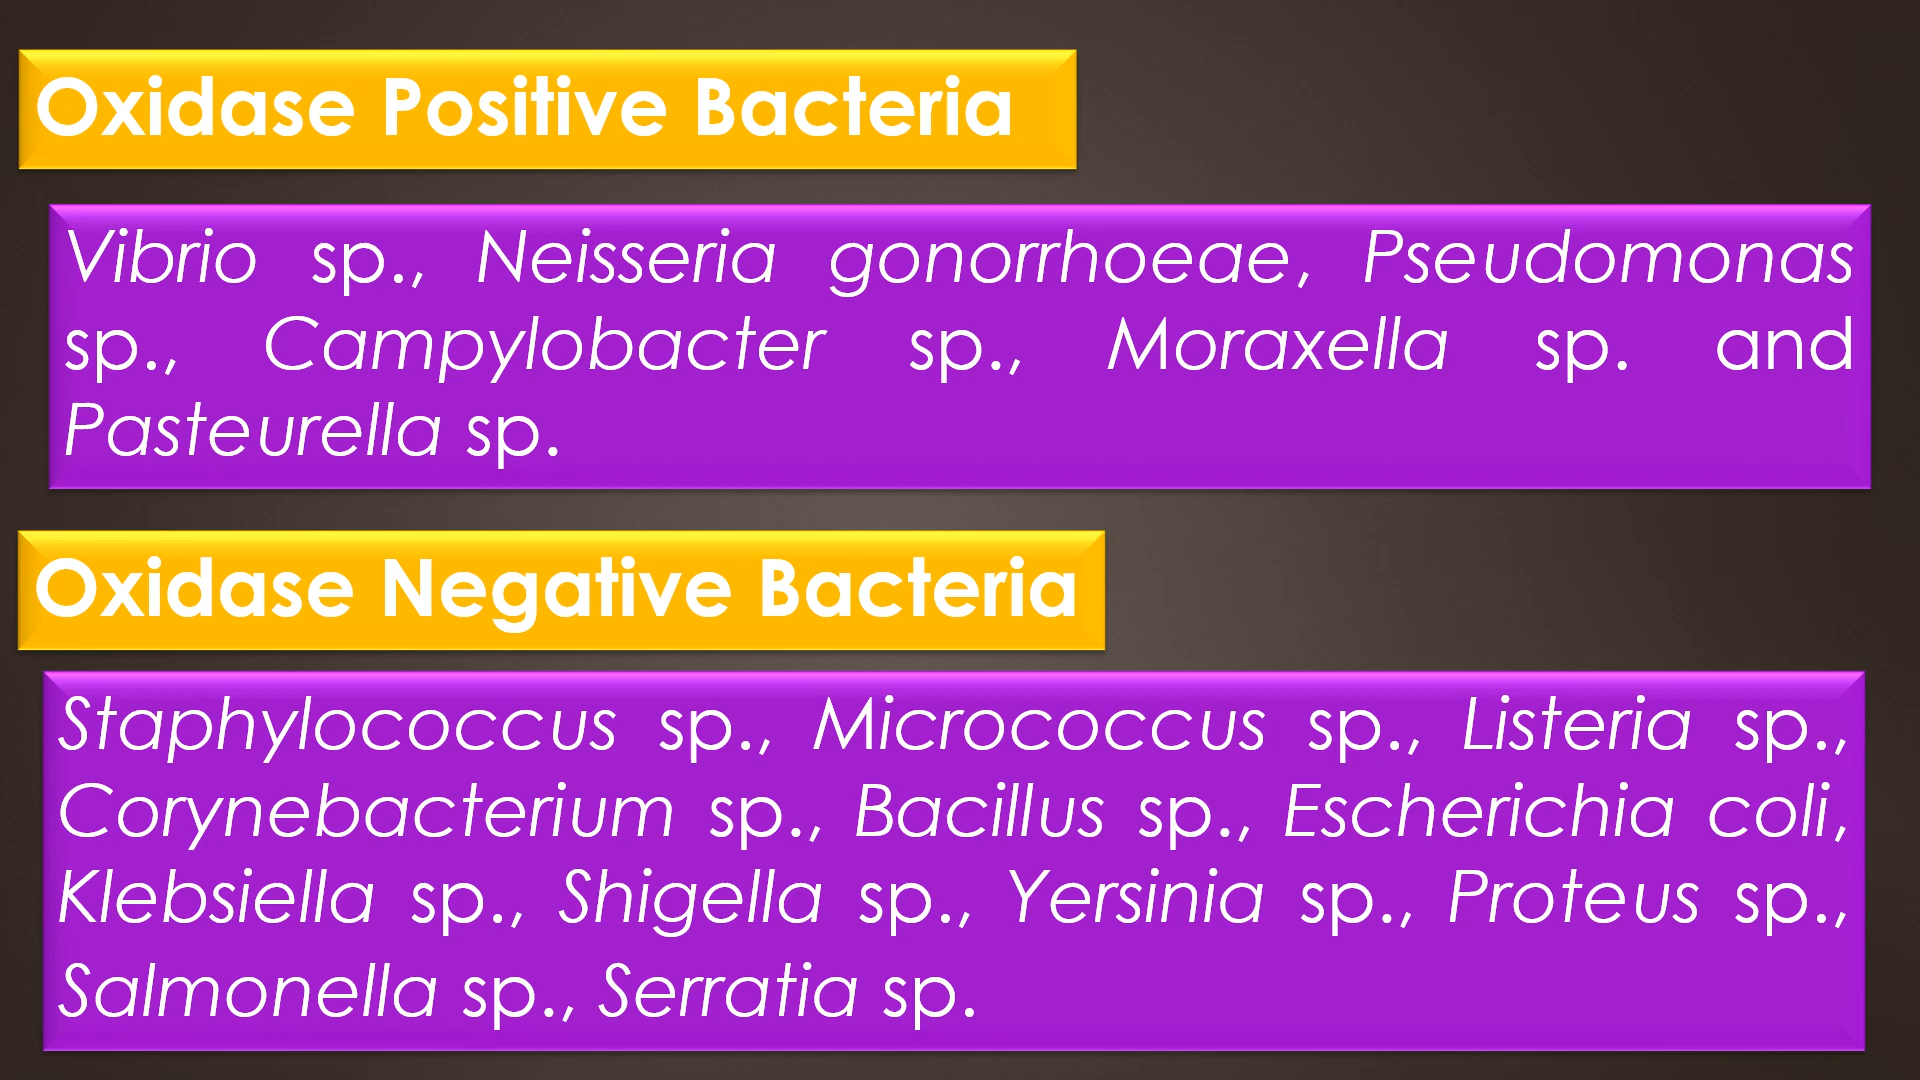 Oxidase Positive Bacteria
Vibrio sp., Neisseria gonorrhoeae, Pseudomonas
sp., Campylobacter sp., Moraxella sp. and
Pasteurella sp.
Oxidase Negative Bacteria
Staphylococcus sp., Micrococcus sp., Listeria sp.,
Corynebacterium sp., Bacillus sp., Escherichia coli,
Klebsiella sp., Shigella sp., Yersinia sp., Proteus sp.,
Salmonella sp., Serratia sp.